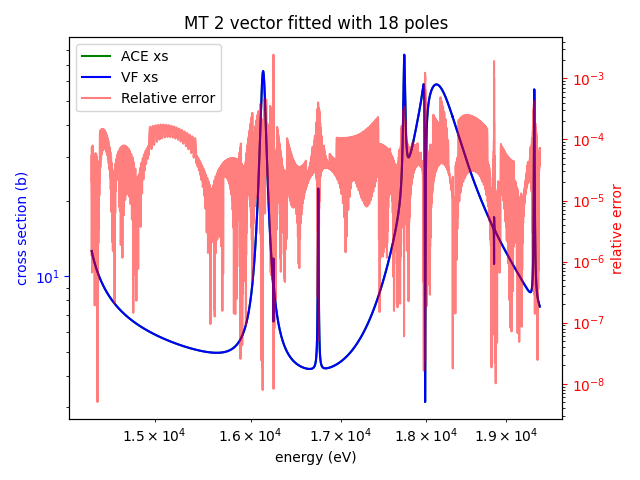 MT 2 vector fitted with 18 poles
ACE xs
VF xs
Relative error
cross section (b)
10¹
10⁻³
10⁻⁴
10⁻⁵
10⁻⁶
10⁻⁷
10⁻⁸
relative error
1.5 × 10⁴ 1.6 × 10⁴ 1.7 × 10⁴ 1.8 × 10⁴ 1.9 × 10⁴
energy (eV)